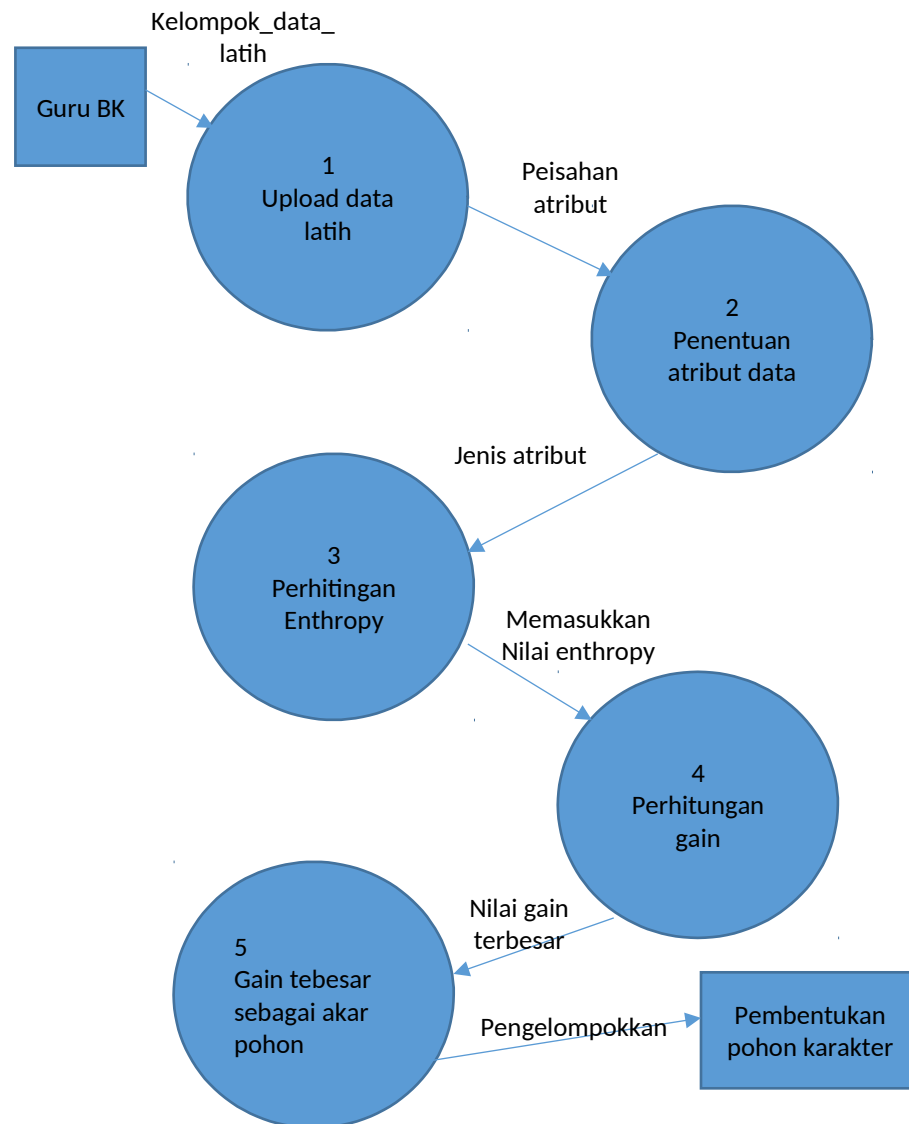 Kelompok_data_
latih
Guru BK
1
Upload data
latih
Peisahan
atribut
2
Penentuan
atribut data
Jenis atribut
3
Perhitingan
Enthropy
Memasukkan
Nilai enthropy
4
Perhitungan
gain
Nilai gain
terbesar
5
Gain tebesar
sebagai akar
pohon
Pengelompokkan
Pembentukan
pohon karakter